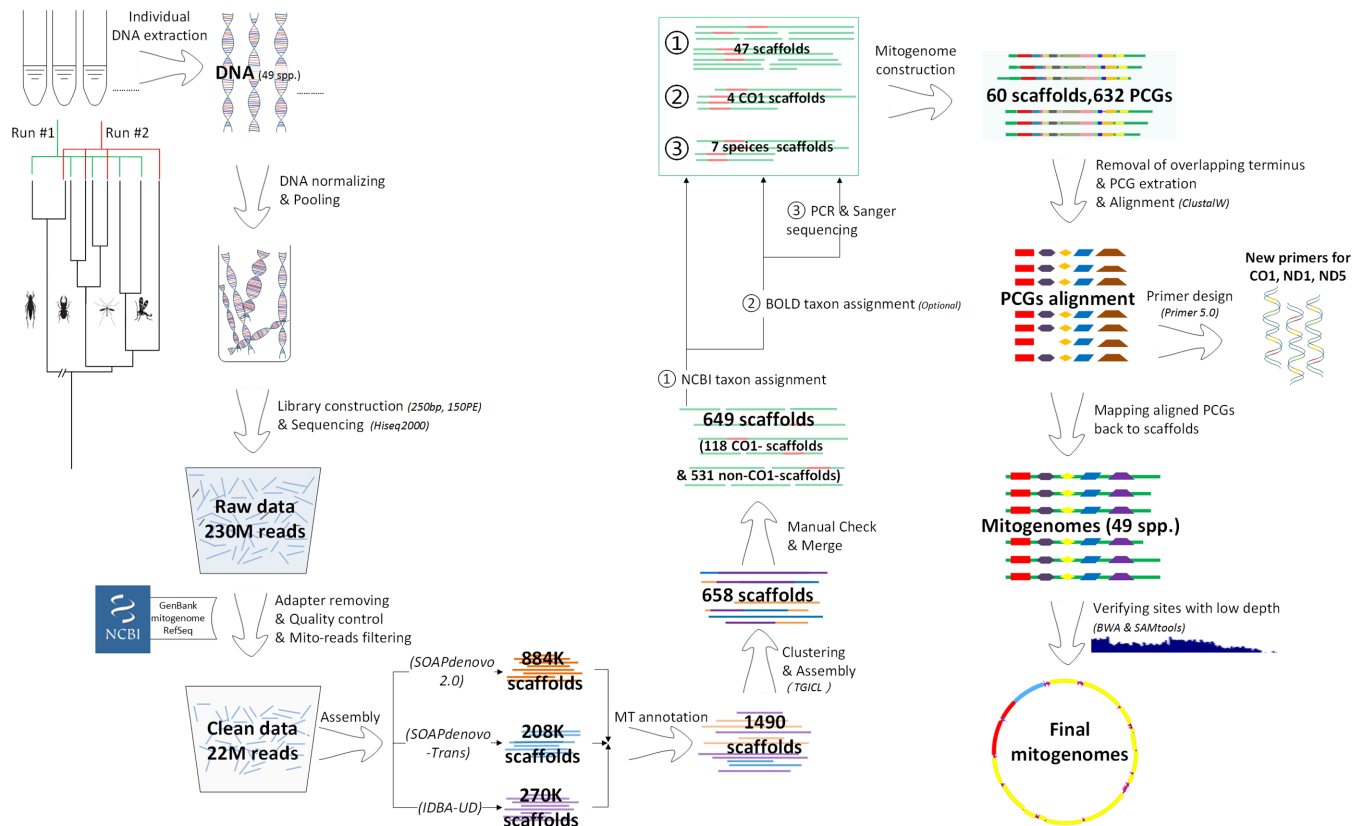 Individual
DNA extraction
DNA (49 spp.)
Run #1
Run #2
DNA normalizing
& Pooling
Library construction (250bp, 150PE)
& Sequencing (Hiseq2000)
Raw data
230M reads
NCBI
GenBank
mitogenome
RefSeq
Adapter removing
& Quality control
& Mito-reads filtering
Clean data
22M reads
Assembly
(SOAPdenovo
2.0)
884K
scaffolds
(SOAPdenovo
-Trans)
208K
scaffolds
(IDBA-UD)
270K
scaffolds
MT annotation
1490
scaffolds
Clustering
& Assembly
(TGICL)
658 scaffolds
Manual Check
& Merge
649 scaffolds
(118 CO1- scaffolds
& 531 non-CO1-scaffolds)
① NCBI taxon assignment
② BOLD taxon assignment (Optional)
③ PCR & Sanger
sequencing
① 47 scaffolds
② 4 CO1 scaffolds
③ 7 speices scaffolds
Mitogenome
construction
60 scaffolds,632 PCGs
Removal of overlapping terminus
& PCG extration
& Alignment (ClustalW)
PCGs alignment
Primer design
(Primer 5.0)
New primers for
CO1, ND1, ND5
Mapping aligned PCGs
back to scaffolds
Mitogenomes (49 spp.)
Verifying sites with low depth
(BWA & SAMtools)
Final
mitogenomes